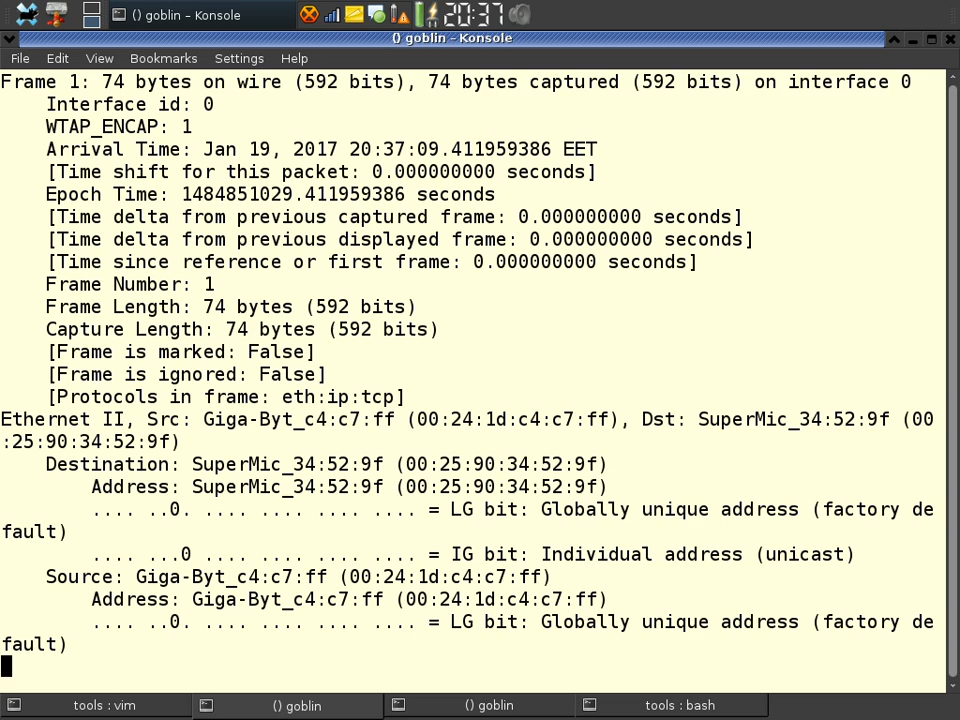 () goblin – Konsole
20:37
() goblin – Konsole
File Edit View Bookmarks Settings Help
Frame 1: 74 bytes on wire (592 bits), 74 bytes captured (592 bits) on interface 0
Interface id: 0
WTAP_ENCAP: 1
Arrival Time: Jan 19, 2017 20:37:09.411959386 EET
[Time shift for this packet: 0.000000000 seconds]
Epoch Time: 1484851029.411959386 seconds
[Time delta from previous captured frame: 0.000000000 seconds]
[Time delta from previous displayed frame: 0.000000000 seconds]
[Time since reference or first frame: 0.000000000 seconds]
Frame Number: 1
Frame Length: 74 bytes (592 bits)
Capture Length: 74 bytes (592 bits)
[Frame is marked: False]
[Frame is ignored: False]
[Protocols in frame: eth:ip:tcp]
Ethernet II, Src: Giga-Byt_c4:c7:ff (00:24:1d:c4:c7:ff), Dst: SuperMic_34:52:9f (00
:25:90:34:52:9f)
Destination: SuperMic_34:52:9f (00:25:90:34:52:9f)
Address: SuperMic_34:52:9f (00:25:90:34:52:9f)
.... ..0. .... .... .... .... = LG bit: Globally unique address (factory de
fault)
.... ...0 .... .... .... .... = IG bit: Individual address (unicast)
Source: Giga-Byt_c4:c7:ff (00:24:1d:c4:c7:ff)
Address: Giga-Byt_c4:c7:ff (00:24:1d:c4:c7:ff)
.... ..0. .... .... .... .... = LG bit: Globally unique address (factory de
fault)
tools : vim () goblin () goblin tools : bash